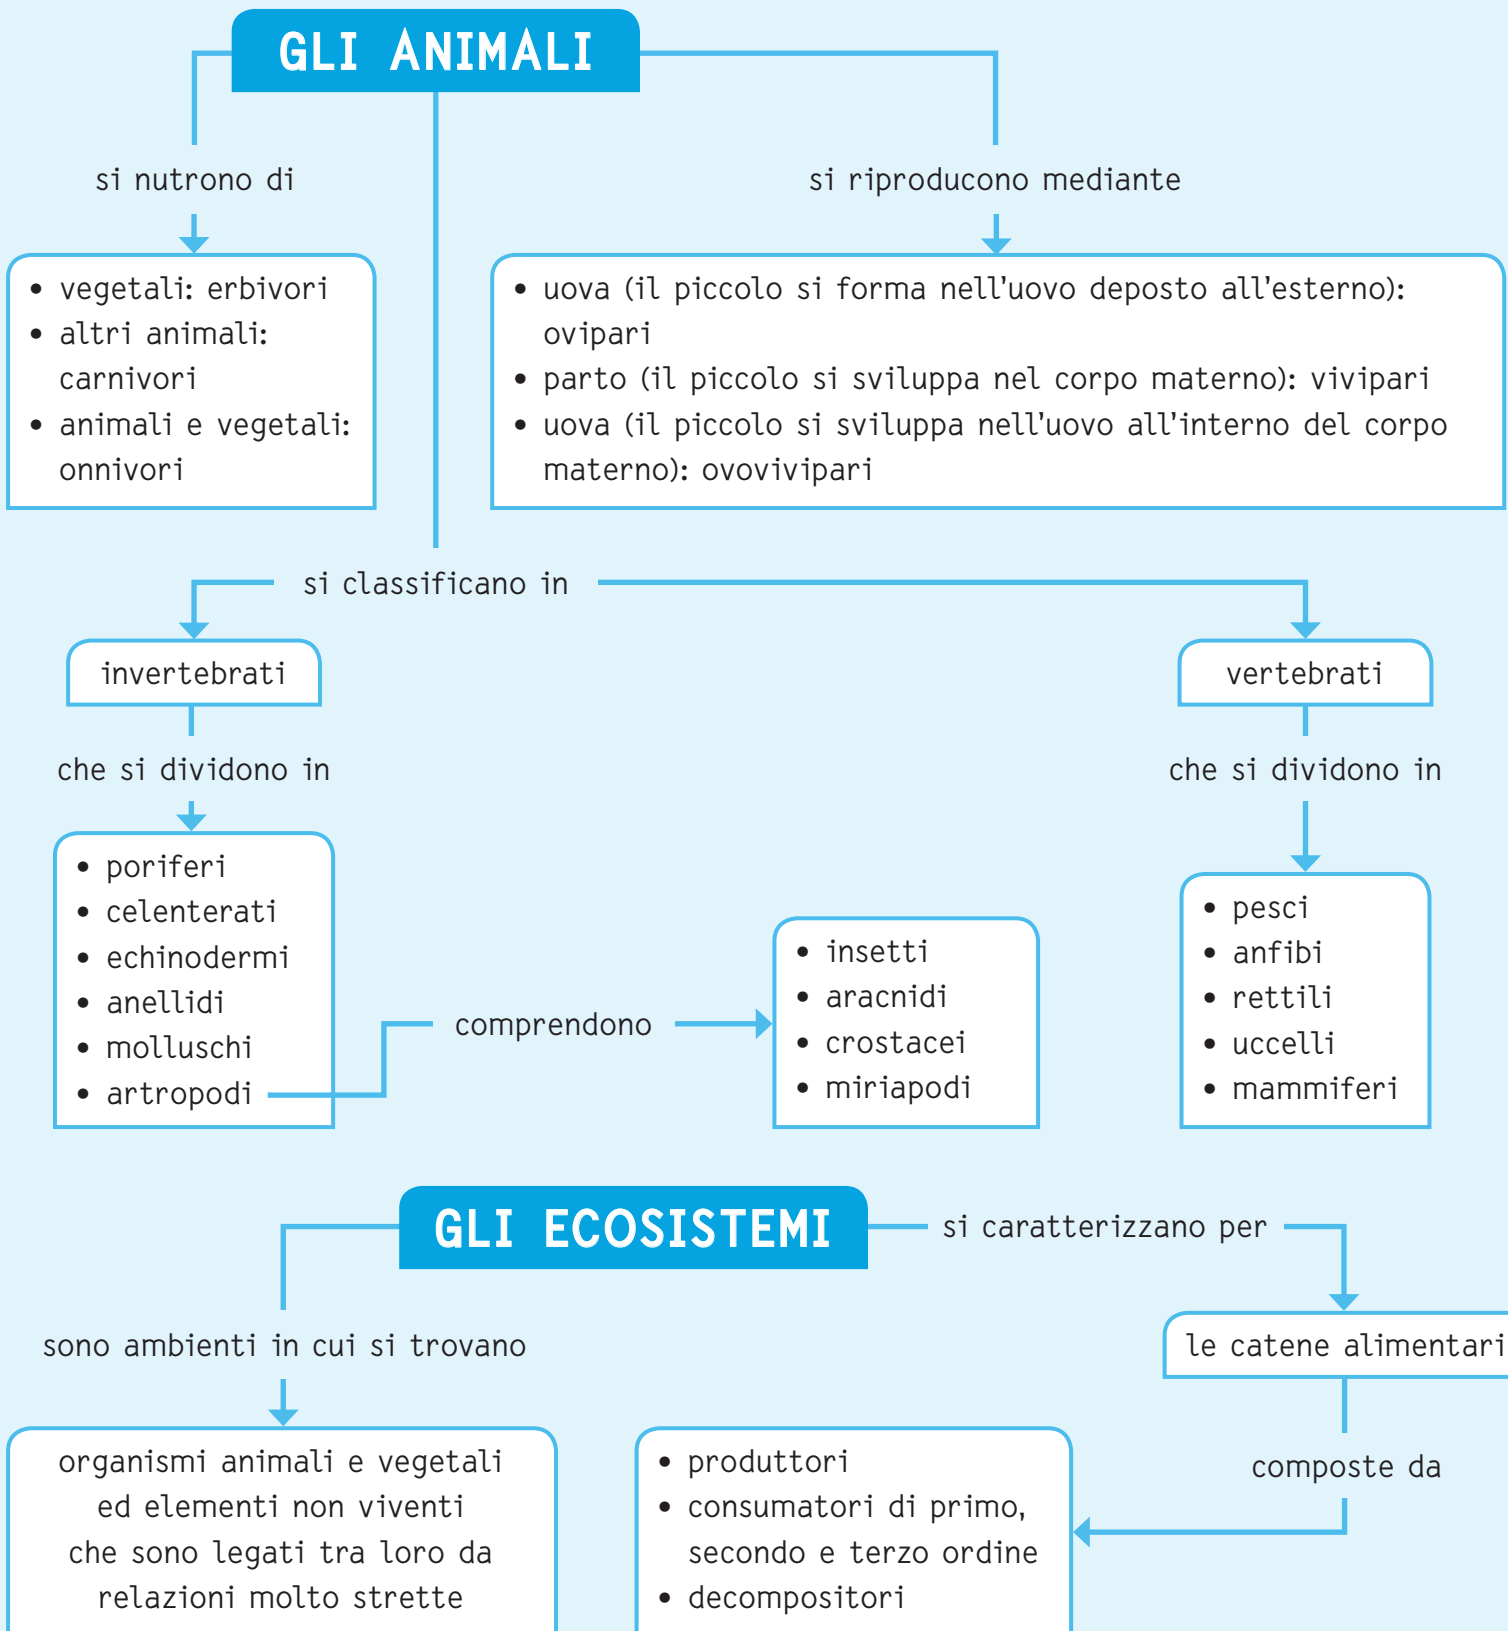 GLI ANIMALI
si nutrono di
• vegetali: erbivori
• altri animali:
carnivori
• animali e vegetali:
onnivori
si riproducono mediante
• uova (il piccolo si forma nell'uovo deposto all'esterno):
ovipari
• parto (il piccolo si sviluppa nel corpo materno): vivipari
• uova (il piccolo si sviluppa nell'uovo all'interno del corpo
materno): ovovivipari
si classificano in
invertebrati
che si dividono in
• poriferi
• celenterati
• echinodermi
• anellidi
• molluschi
• artropodi
comprendono
• insetti
• aracnidi
• crostacei
• miriapodi
vertebrati
che si dividono in
• pesci
• anfibi
• rettili
• uccelli
• mammiferi
GLI ECOSISTEMI
sono ambienti in cui si trovano
organismi animali e vegetali
ed elementi non viventi
che sono legati tra loro da
relazioni molto strette
si caratterizzano per
le catene alimentari
composte da
• produttori
• consumatori di primo,
secondo e terzo ordine
• decompositori